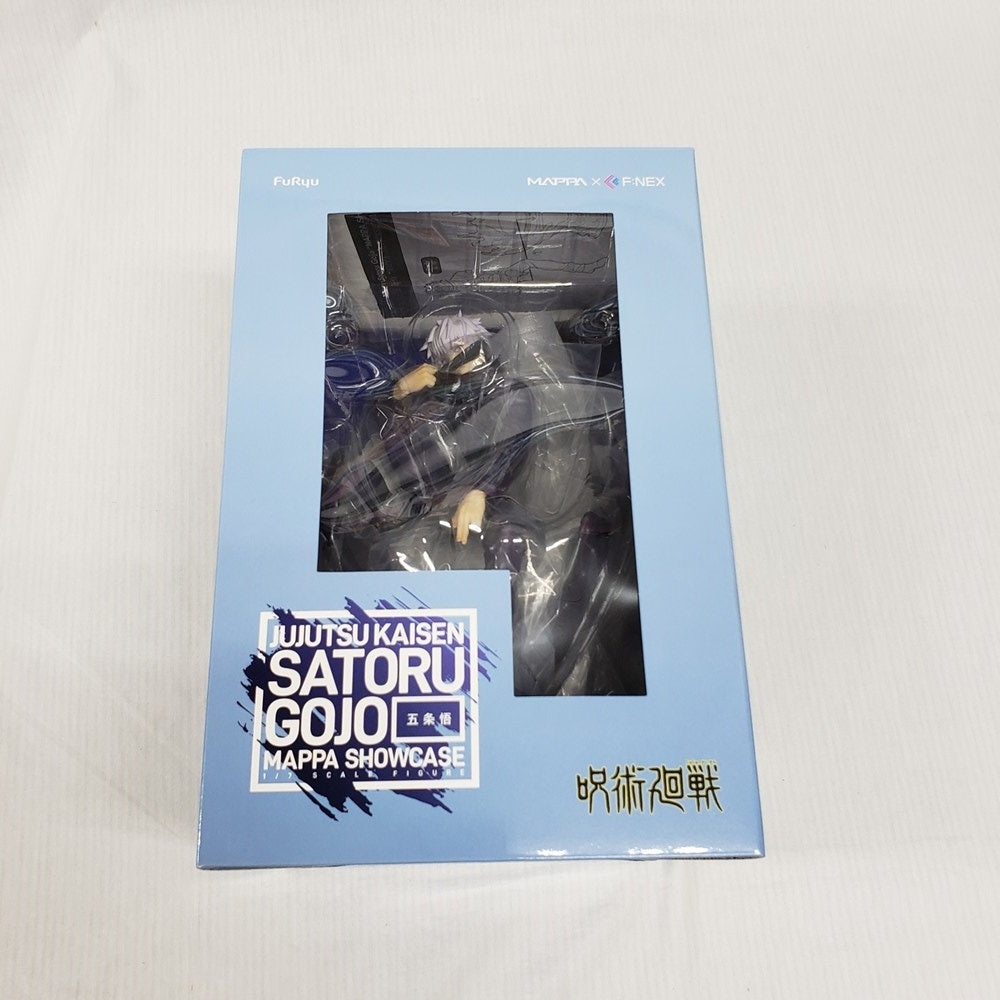 FuRyu
MAPPA × F:NEX
JUJUTSU KAISEN
SATORU
GOJO 五条悟
MAPPA SHOWCASE
1/7 SCALE FIGURE
呪術廻戦